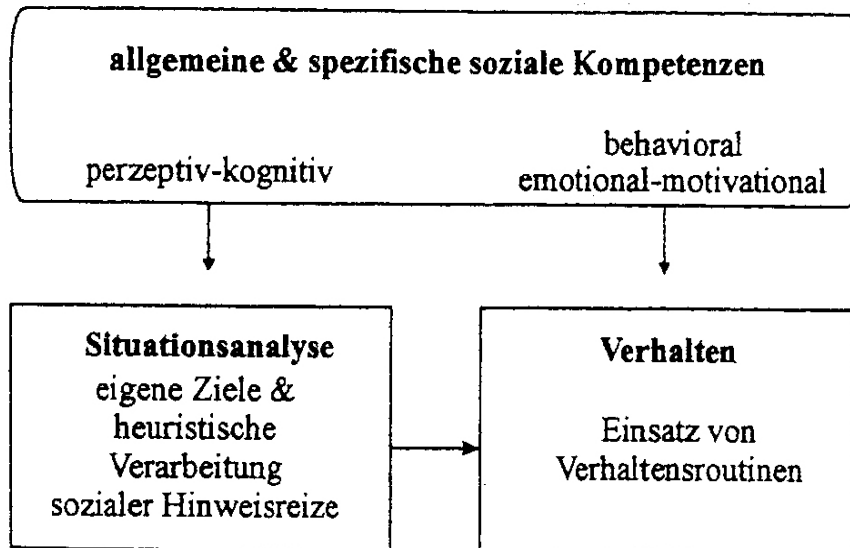 allgemeine & spezifische soziale Kompetenzen
perzeptiv-kognitiv
behavioral
emotional-motivational
Situationsanalyse
eigene Ziele &
heuristische
Verarbeitung
sozialer Hinweisreize
Verhalten
Einsatz von
Verhaltensroutinen